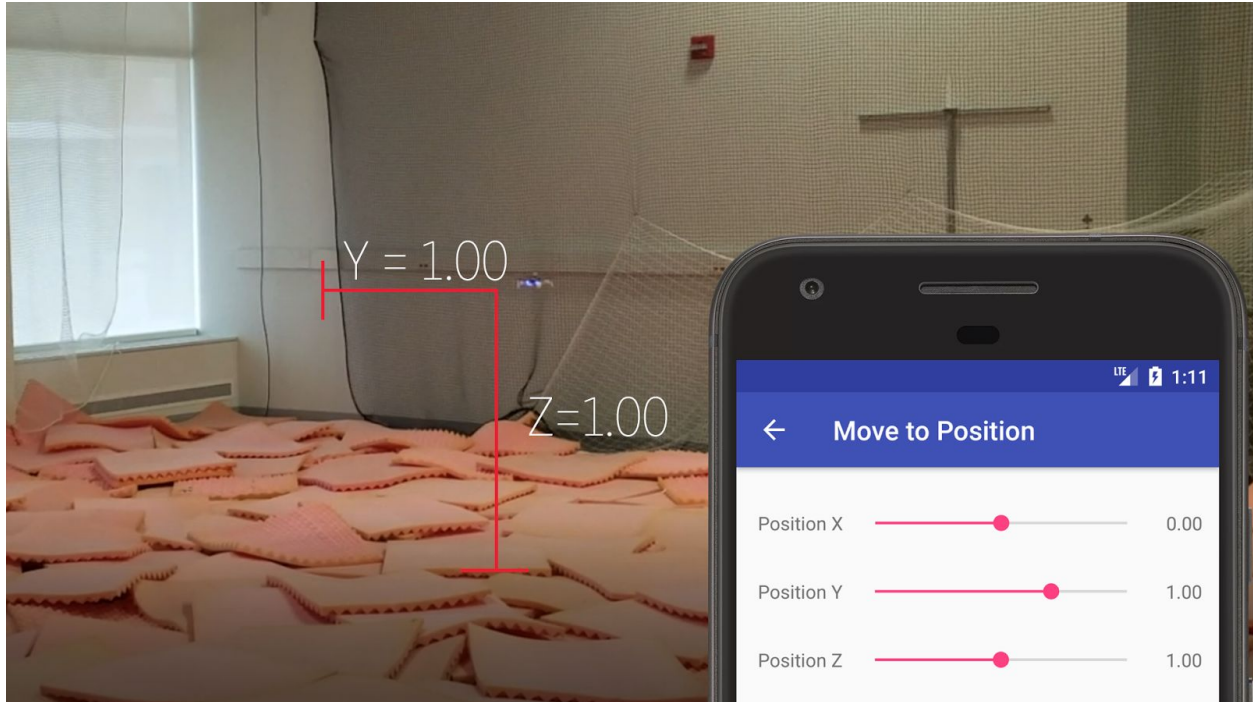 Y = 1.00
Z=1.00
LTE 1:11
Move to Position
Position X 0.00
Position Y 1.00
Position Z 1.00